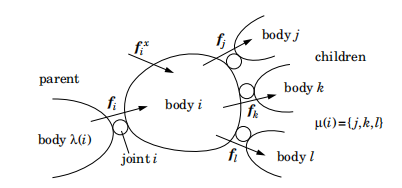 f_i^x
f_j
body j
children
parent
body k
f_i
body i
f_k
μ(i)={j,k,l}
body λ(i)
joint i
f_l
body l